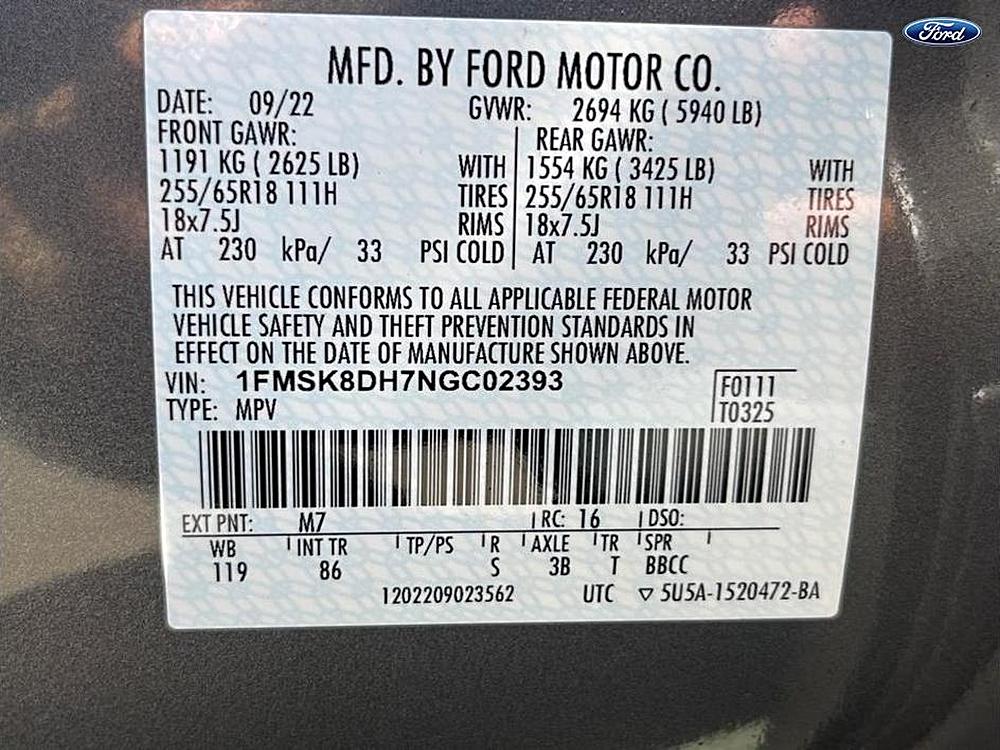 Ford
MFD. BY FORD MOTOR CO.
DATE: 09/22 GVWR: 2694 KG ( 5940 LB)
FRONT GAWR: REAR GAWR:
1191 KG ( 2625 LB) WITH 1554 KG ( 3425 LB) WITH
255/65R18 111H TIRES 255/65R18 111H TIRES
18x7.5J RIMS 18x7.5J RIMS
AT 230 kPa/ 33 PSI COLD AT 230 kPa/ 33 PSI COLD
THIS VEHICLE CONFORMS TO ALL APPLICABLE FEDERAL MOTOR
VEHICLE SAFETY AND THEFT PREVENTION STANDARDS IN
EFFECT ON THE DATE OF MANUFACTURE SHOWN ABOVE.
VIN: 1FMSK8DH7NGC02393 F0111
TYPE: MPV T0325
EXT PNT: M7 RC: 16 DSO:
WB INT TR TP/PS R AXLE TR SPR
119 86 S 3B T BBCC
1202209023562 UTC ▽ 5U5A-1520472-BA